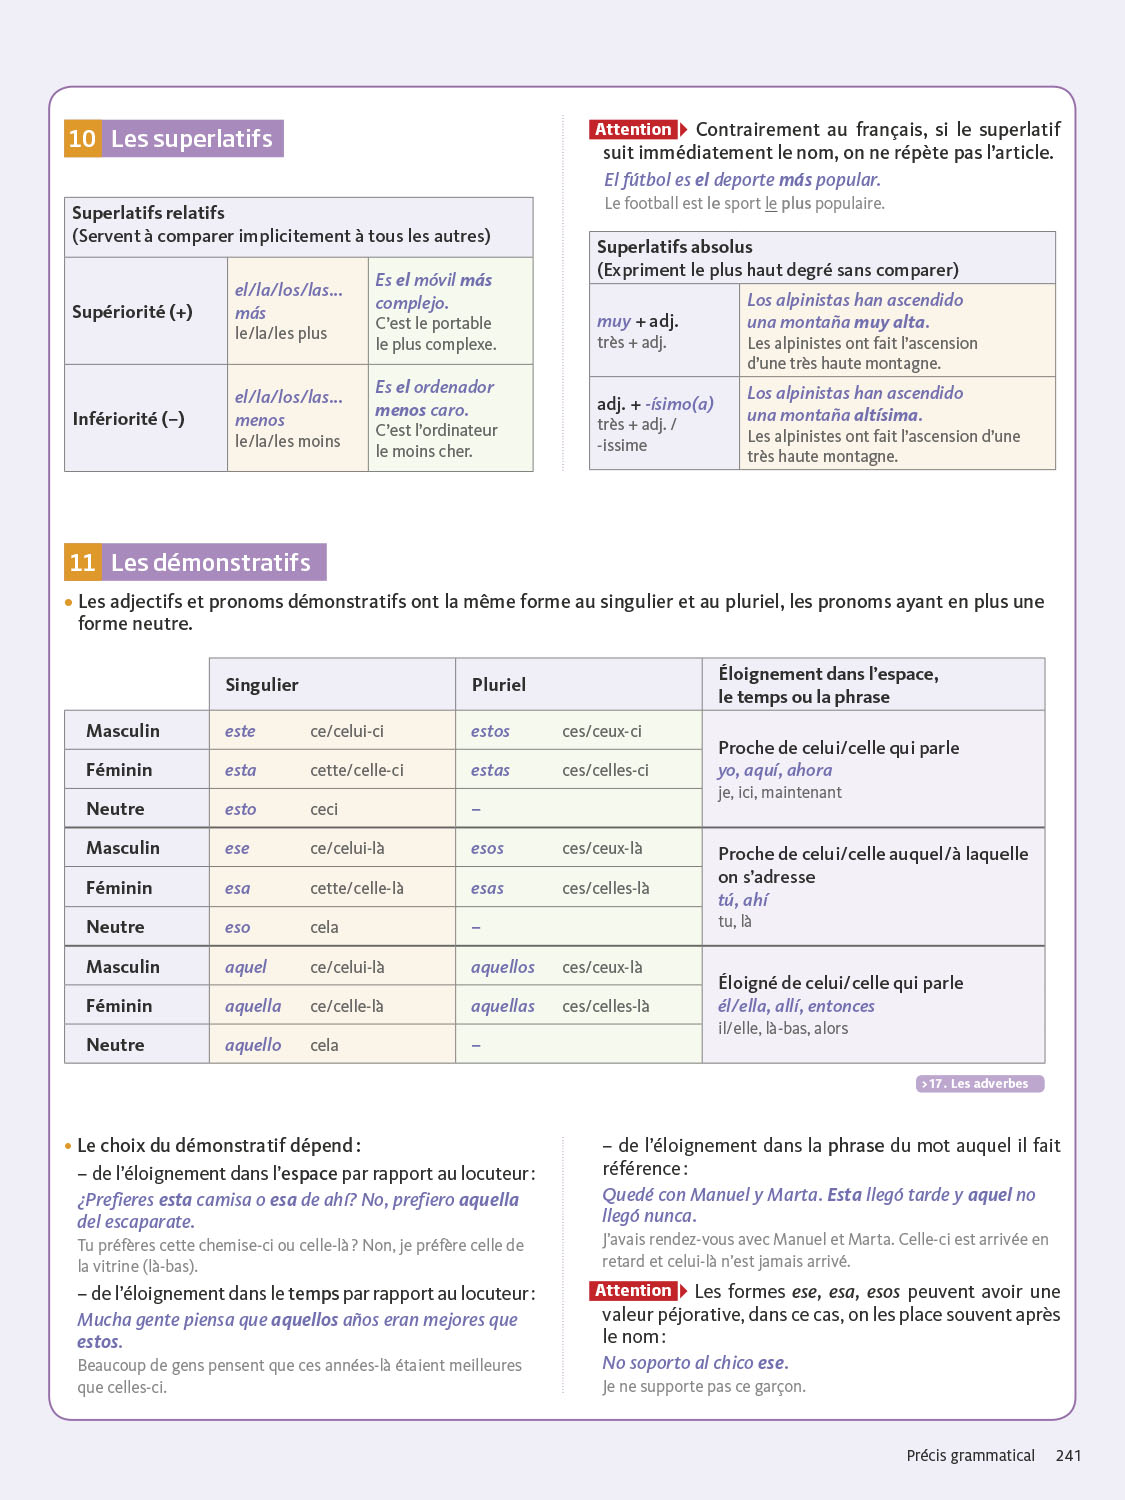 10 Les superlatifs
Superlatifs relatifs
(Servent à comparer implicitement à tous les autres)
Supériorité (+)
el/la/los/las...
más
le/la/les plus
Es el móvil más
complejo.
C'est le portable
le plus complexe.
Infériorité (–)
el/la/los/las...
menos
le/la/les moins
Es el ordenador
menos caro.
C'est l'ordinateur
le moins cher.
Attention Contrairement au français, si le superlatif
suit immédiatement le nom, on ne répète pas l'article.
El fútbol es el deporte más popular.
Le football est le sport le plus populaire.
Superlatifs absolus
(Expriment le plus haut degré sans comparer)
muy + adj.
très + adj.
Los alpinistas han ascendido
una montaña muy alta.
Les alpinistes ont fait l'ascension
d'une très haute montagne.
adj. + -ísimo(a)
très + adj. /
-issime
Los alpinistas han ascendido
una montaña altísima.
Les alpinistes ont fait l'ascension d'une
très haute montagne.
11 Les démonstratifs
• Les adjectifs et pronoms démonstratifs ont la même forme au singulier et au pluriel, les pronoms ayant en plus une
forme neutre.
Singulier Pluriel
Éloignement dans l'espace,
le temps ou la phrase
Masculin este ce/celui-ci estos ces/ceux-ci
Féminin esta cette/celle-ci estas ces/celles-ci
Neutre esto ceci –
Proche de celui/celle qui parle
yo, aquí, ahora
je, ici, maintenant
Masculin ese ce/celui-là esos ces/ceux-là
Féminin esa cette/celle-là esas ces/celles-là
Neutre eso cela –
Proche de celui/celle auquel/à laquelle
on s'adresse
tú, ahí
tu, là
Masculin aquel ce/celui-là aquellos ces/ceux-là
Féminin aquella ce/celle-là aquellas ces/celles-là
Neutre aquello cela –
Éloigné de celui/celle qui parle
él/ella, allí, entonces
il/elle, là-bas, alors
› 17. Les adverbes
• Le choix du démonstratif dépend :
– de l'éloignement dans l'espace par rapport au locuteur :
¿Prefieres esta camisa o esa de ahí? No, prefiero aquella
del escaparate.
Tu préfères cette chemise-ci ou celle-là ? Non, je préfère celle de
la vitrine (là-bas).
– de l'éloignement dans le temps par rapport au locuteur :
Mucha gente piensa que aquellos años eran mejores que
estos.
Beaucoup de gens pensent que ces années-là étaient meilleures
que celles-ci.
– de l'éloignement dans la phrase du mot auquel il fait
référence :
Quedé con Manuel y Marta. Esta llegó tarde y aquel no
llegó nunca.
J'avais rendez-vous avec Manuel et Marta. Celle-ci est arrivée en
retard et celui-là n'est jamais arrivé.
Attention Les formes ese, esa, esos peuvent avoir une
valeur péjorative, dans ce cas, on les place souvent après
le nom :
No soporto al chico ese.
Je ne supporte pas ce garçon.
Précis grammatical 241